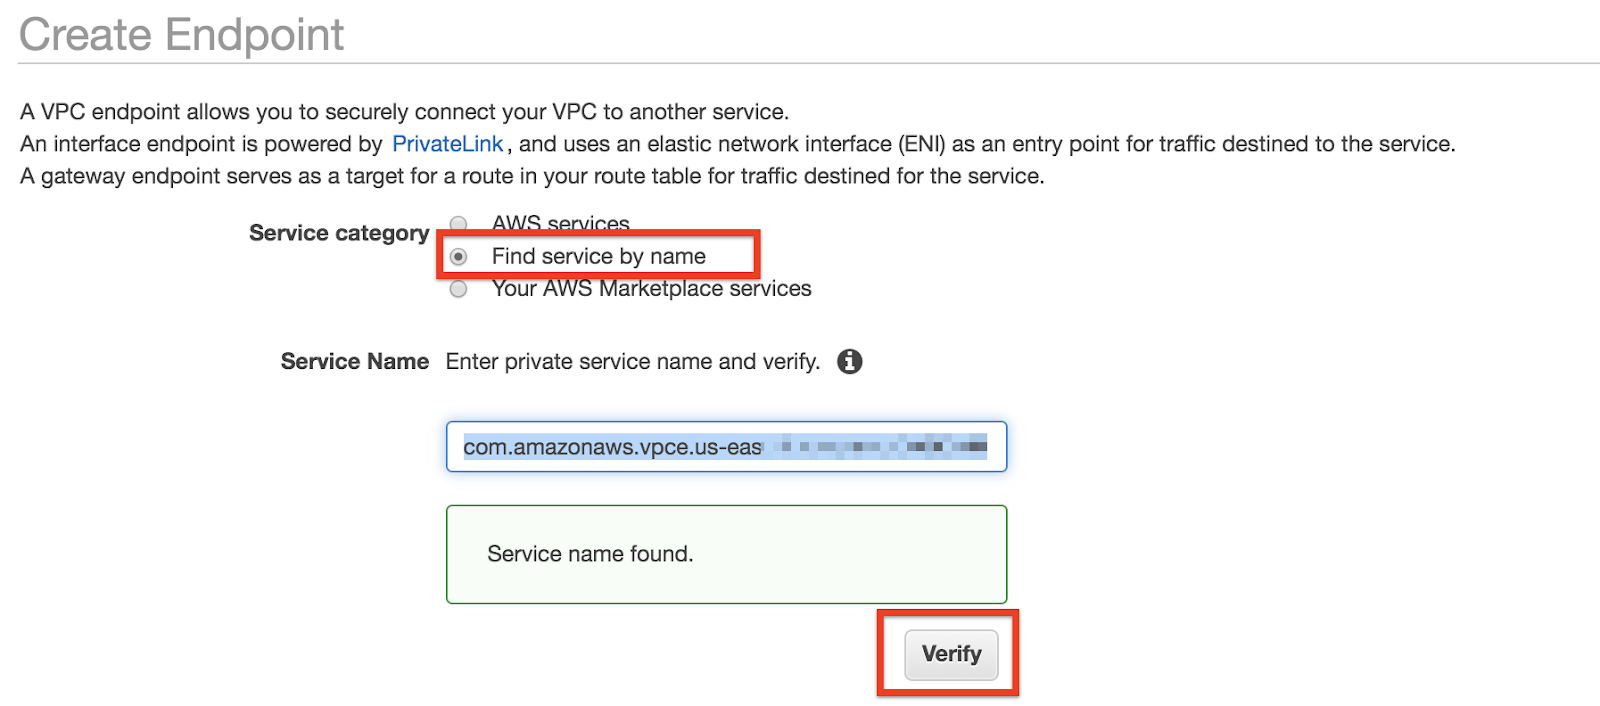 Create Endpoint
A VPC endpoint allows you to securely connect your VPC to another service.
An interface endpoint is powered by PrivateLink, and uses an elastic network interface (ENI) as an entry point for traffic destined to the service.
A gateway endpoint serves as a target for a route in your route table for traffic destined for the service.
Service category
AWS services
Find service by name
Your AWS Marketplace services
Service Name Enter private service name and verify.
com.amazonaws.vpce.us-eas
Service name found.
Verify